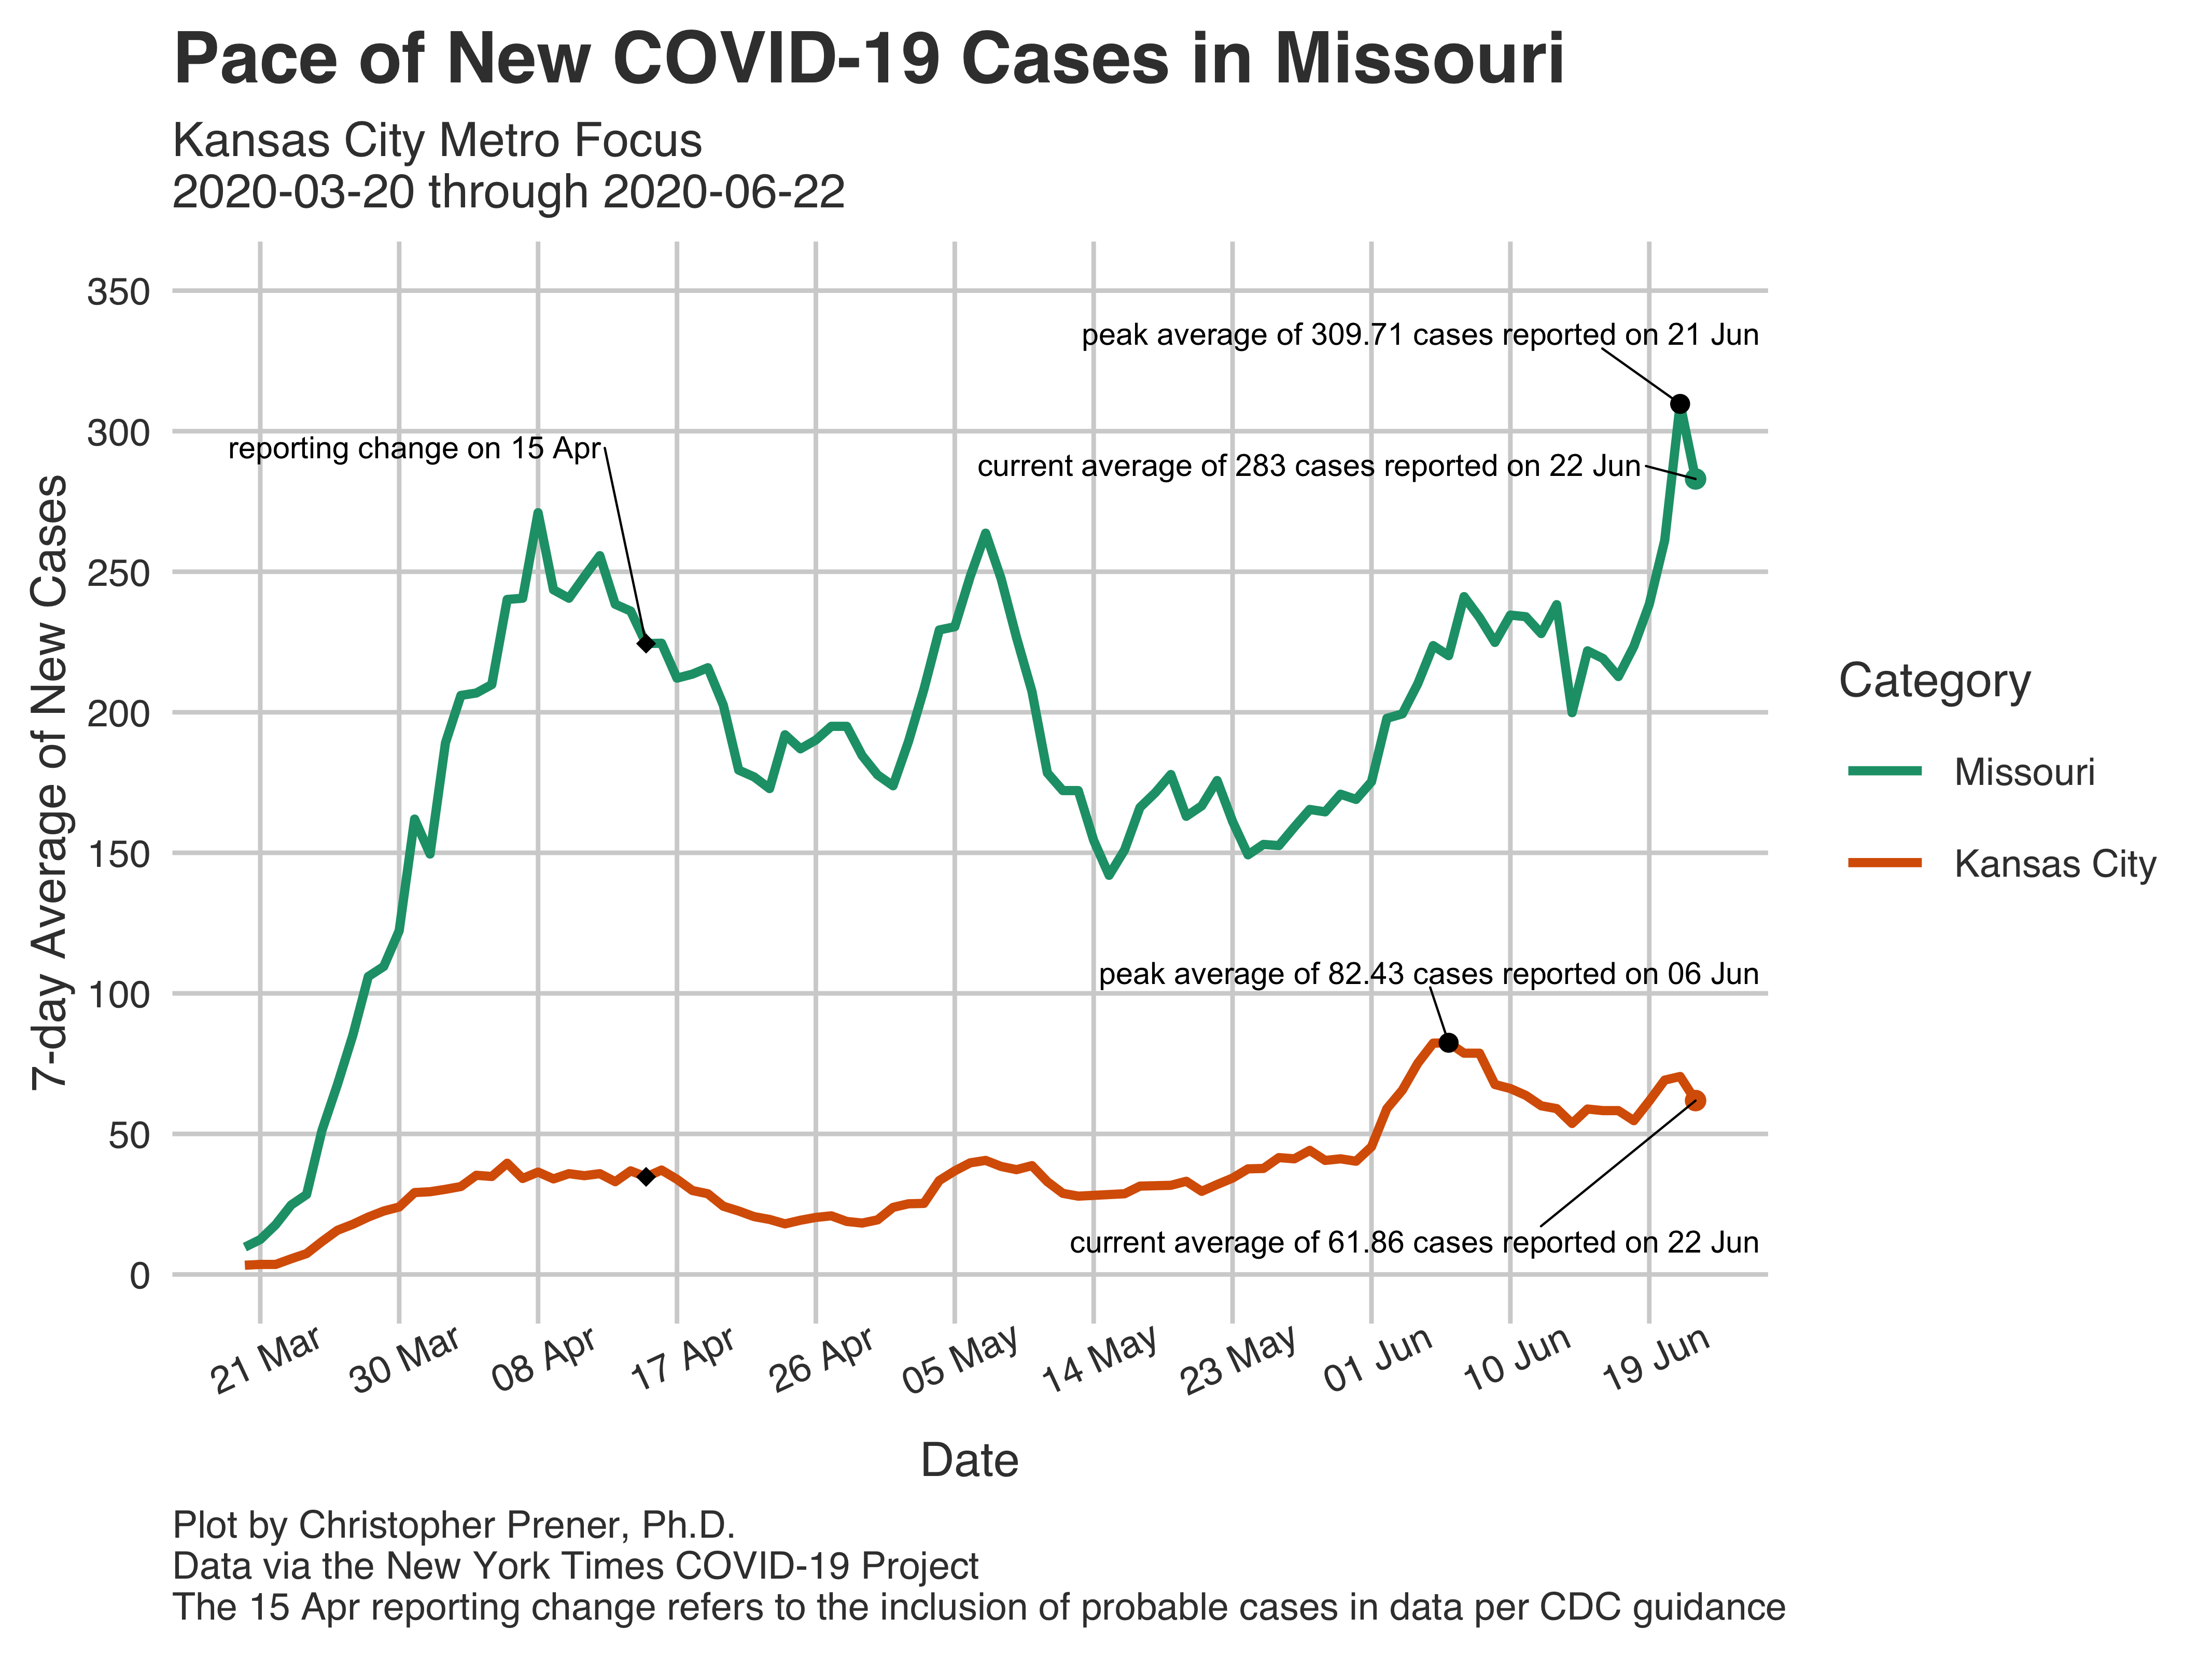 Pace of New COVID-19 Cases in Missouri
Kansas City Metro Focus
2020-03-20 through 2020-06-22
7-day Average of New Cases
350
300
250
200
150
100
50
0
peak average of 309.71 cases reported on 21 Jun
reporting change on 15 Apr
current average of 283 cases reported on 22 Jun
peak average of 82.43 cases reported on 06 Jun
current average of 61.86 cases reported on 22 Jun
Category
Missouri
Kansas City
21 Mar
30 Mar
08 Apr
17 Apr
26 Apr
05 May
14 May
23 May
01 Jun
10 Jun
19 Jun
Date
Plot by Christopher Prener, Ph.D.
Data via the New York Times COVID-19 Project
The 15 Apr reporting change refers to the inclusion of probable cases in data per CDC guidance